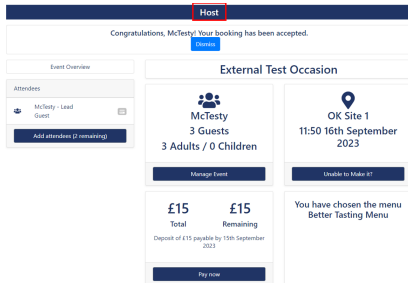 Host
Congratulations, McTesty! Your booking has been accepted.
Dismiss
Event Overview
Attendees
McTesty - Lead
Guest
Add attendees (2 remaining)
External Test Occasion
McTesty
3 Guests
3 Adults / 0 Children
Manage Event
OK Site 1
11:50 16th September
2023
Unable to Make it?
£15
Total
£15
Remaining
Deposit of £15 payable by 15th September
2023
Pay now
You have chosen the menu
Better Tasting Menu